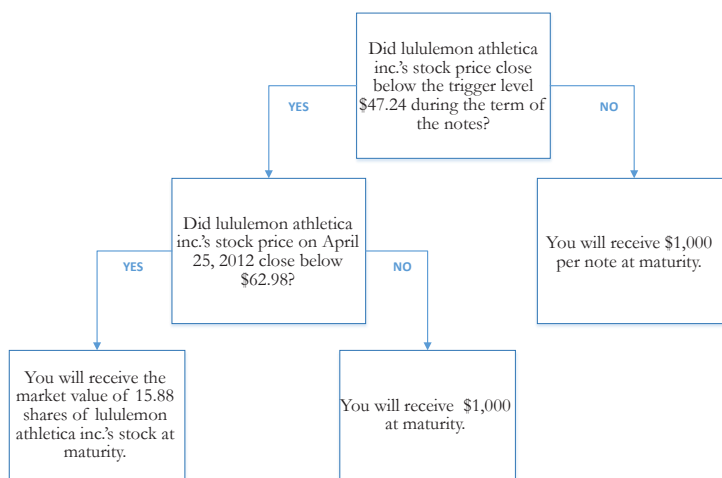 Did lululemon athletica
inc.'s stock price close
below the trigger level
$47.24 during the term of
the notes?
YES
NO
Did lululemon athletica
inc.'s stock price on April
25, 2012 close below
$62.98?
You will receive $1,000
per note at maturity.
YES
NO
You will receive the
market value of 15.88
shares of lululemon
athletica inc.'s stock at
maturity.
You will receive $1,000
at maturity.